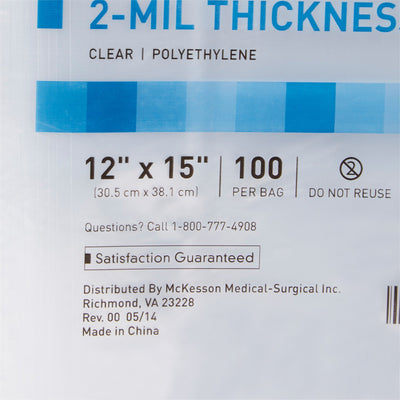 2-MIL THICKNES
CLEAR | POLYETHYLENE
12" x 15" | 100
(30.5 cm x 38.1 cm) PER BAG DO NOT REUSE
Questions? Call 1-800-777-4908
Satisfaction Guaranteed
Distributed By McKesson Medical-Surgical Inc.
Richmond, VA 23228
Rev. 00 05/14
Made in China